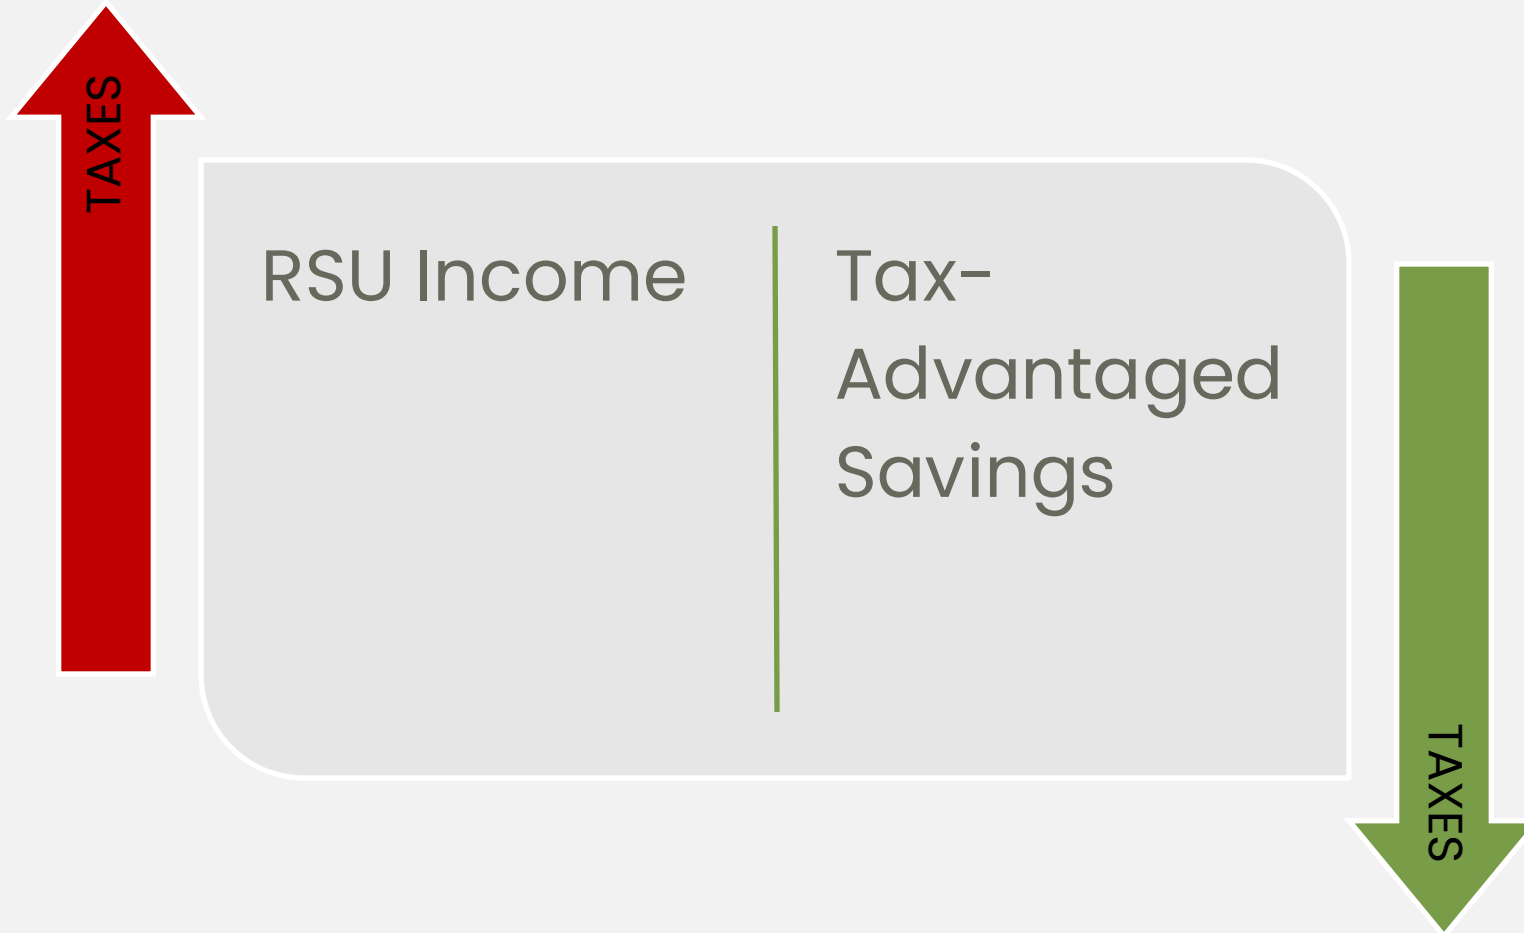 TAXES
RSU Income
Tax-
Advantaged
Savings
TAXES